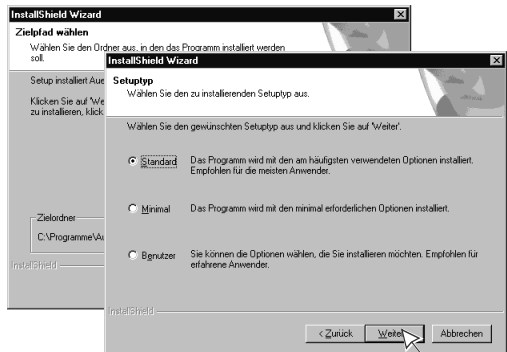 InstallShield Wizard
Zielpfad wählen
Wählen Sie den Ordner aus, in den das Programm installiert werden
soll.
Setup installiert
Klicken Sie auf
zu installieren,
Zielordner
C:\Programme\
InstallShield
InstallShield Wizard
Setuptyp
Wählen Sie den zu installierenden Setuptyp aus.
Wählen Sie den gewünschten Setuptyp aus und klicken Sie auf 'Weiter'.
Standard Das Programm wird mit den am häufigsten verwendeten Optionen installiert.
Empfohlen für die meisten Anwender.
Minimal Das Programm wird mit den minimal erforderlichen Optionen installiert.
Benutzer Sie können die Optionen wählen, die Sie installieren möchten. Empfohlen für
erfahrene Anwender.
InstallShield
< Zurück Weiter Abbrechen